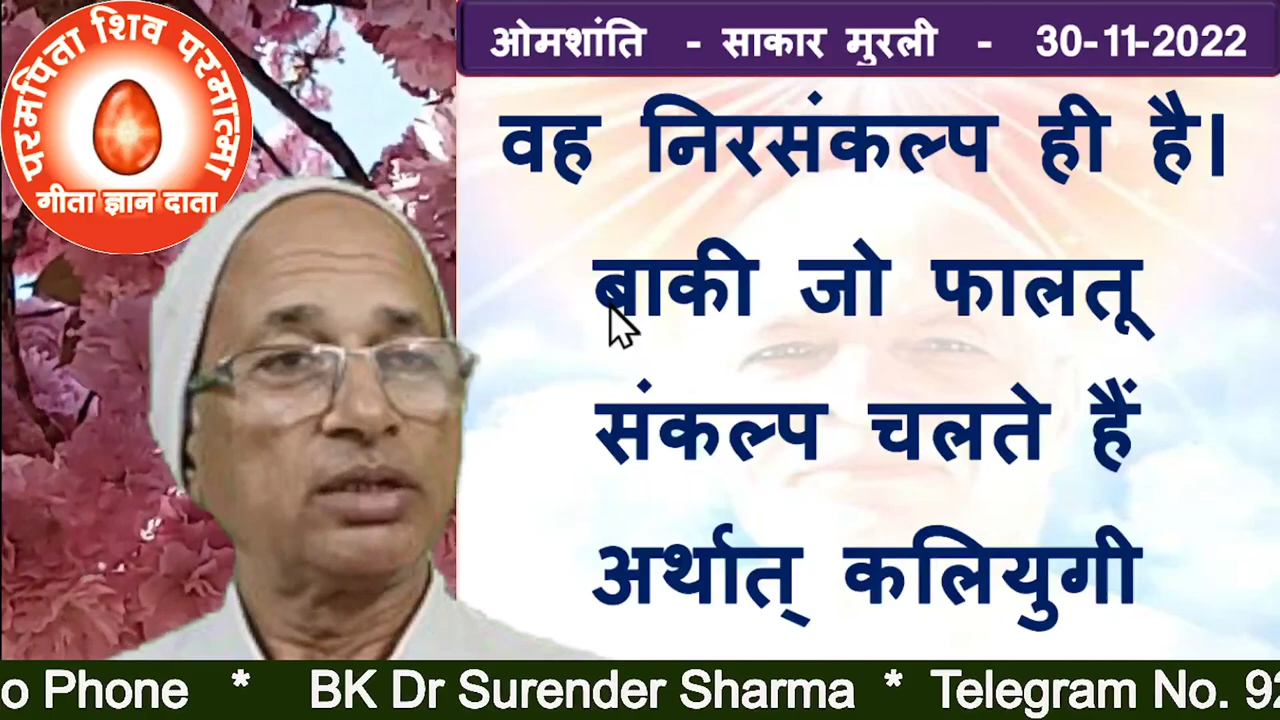 परमपिता शिव परमात्मा
गीता ज्ञान दाता
ओमशांति - साकार मुरली - 30-11-2022
वह निरसंकल्प ही है।
बाकी जो फालतू
संकल्प चलते हैं
अर्थात् कलियुगी
o Phone * BK Dr Surender Sharma * Telegram No. 92